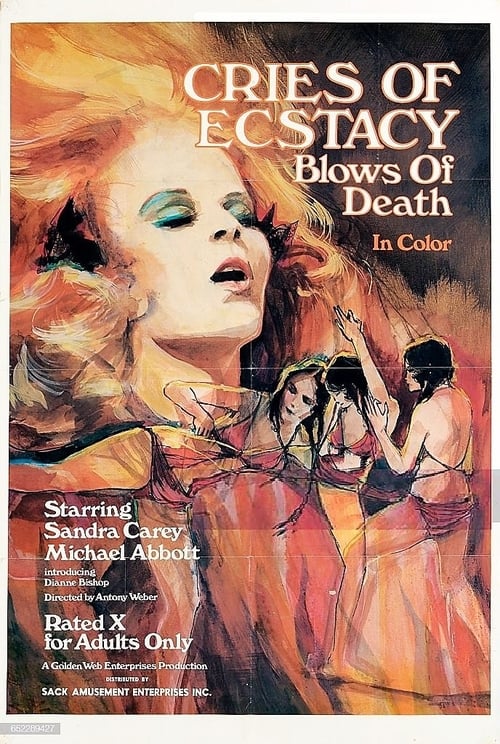 CRIES OF
ECSTACY
Blows Of
Death
In Color
Starring
Sandra Carey
Michael Abbott
introducing
Dianne Bishop
Directed by Antony Weber
Rated X
for Adults Only
A Golden Web Enterprises Production
DISTRIBUTED BY
SACK AMUSEMENT ENTERPRISES INC.
652289427